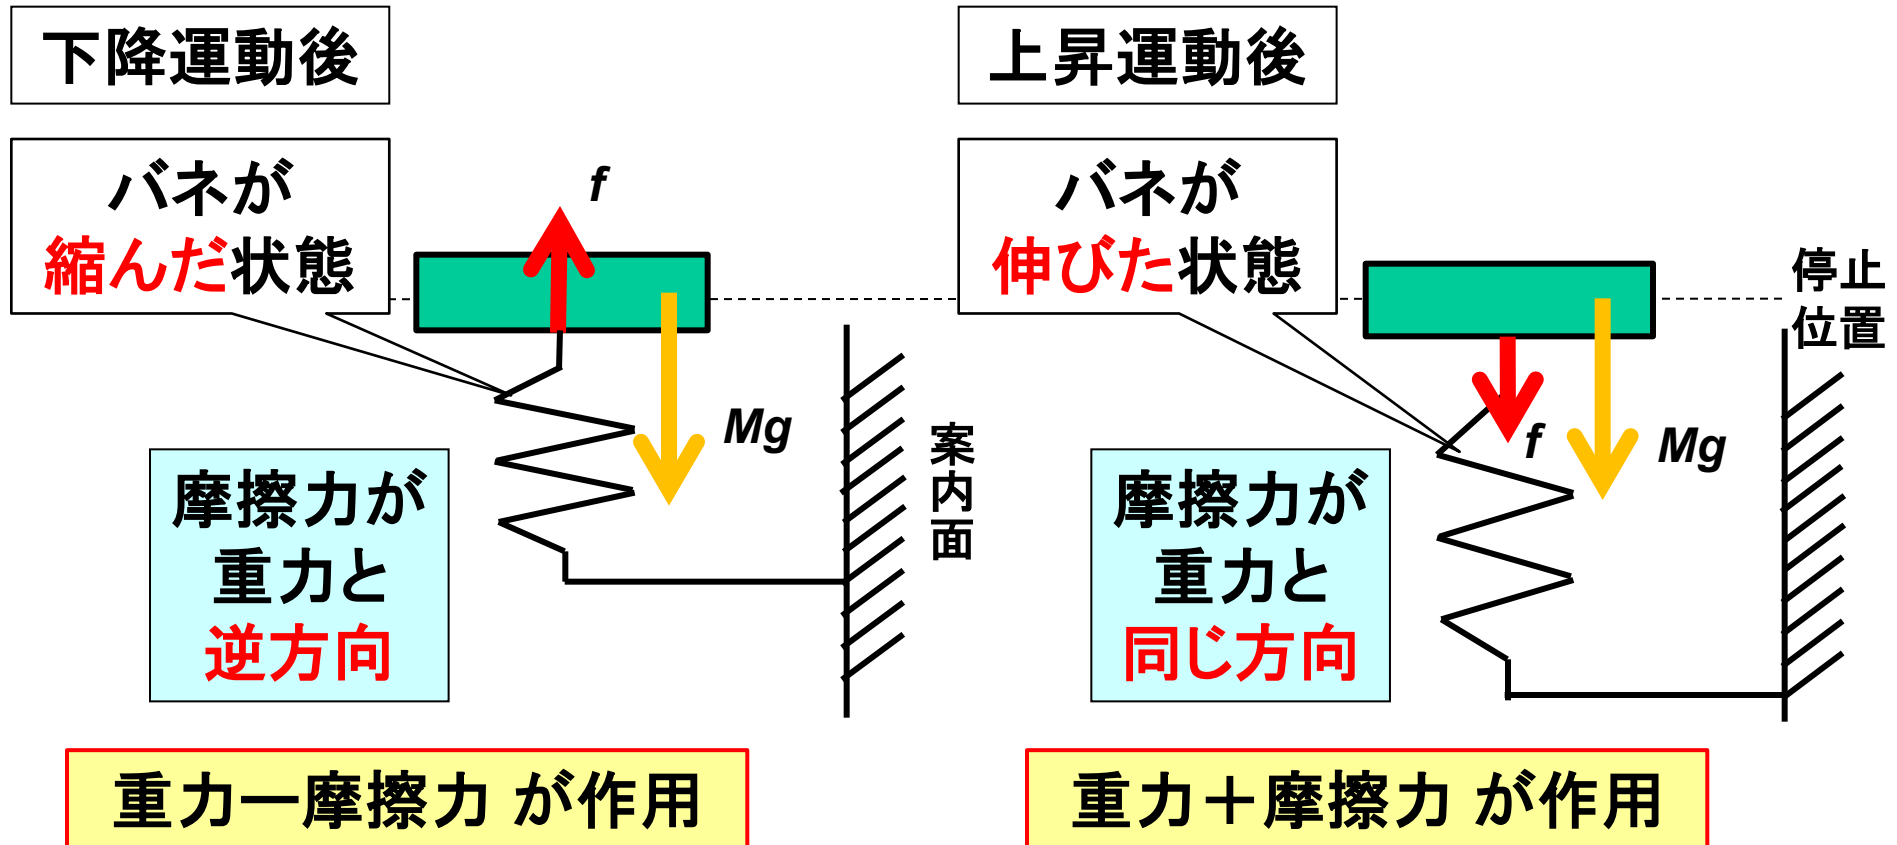 下降運動後
バネが
縮んだ状態
f
Mg
案内面
摩擦力が
重力と
逆方向
重力ー摩擦力 が作用
上昇運動後
バネが
伸びた状態
停止
位置
f
Mg
摩擦力が
重力と
同じ方向
重力＋摩擦力 が作用